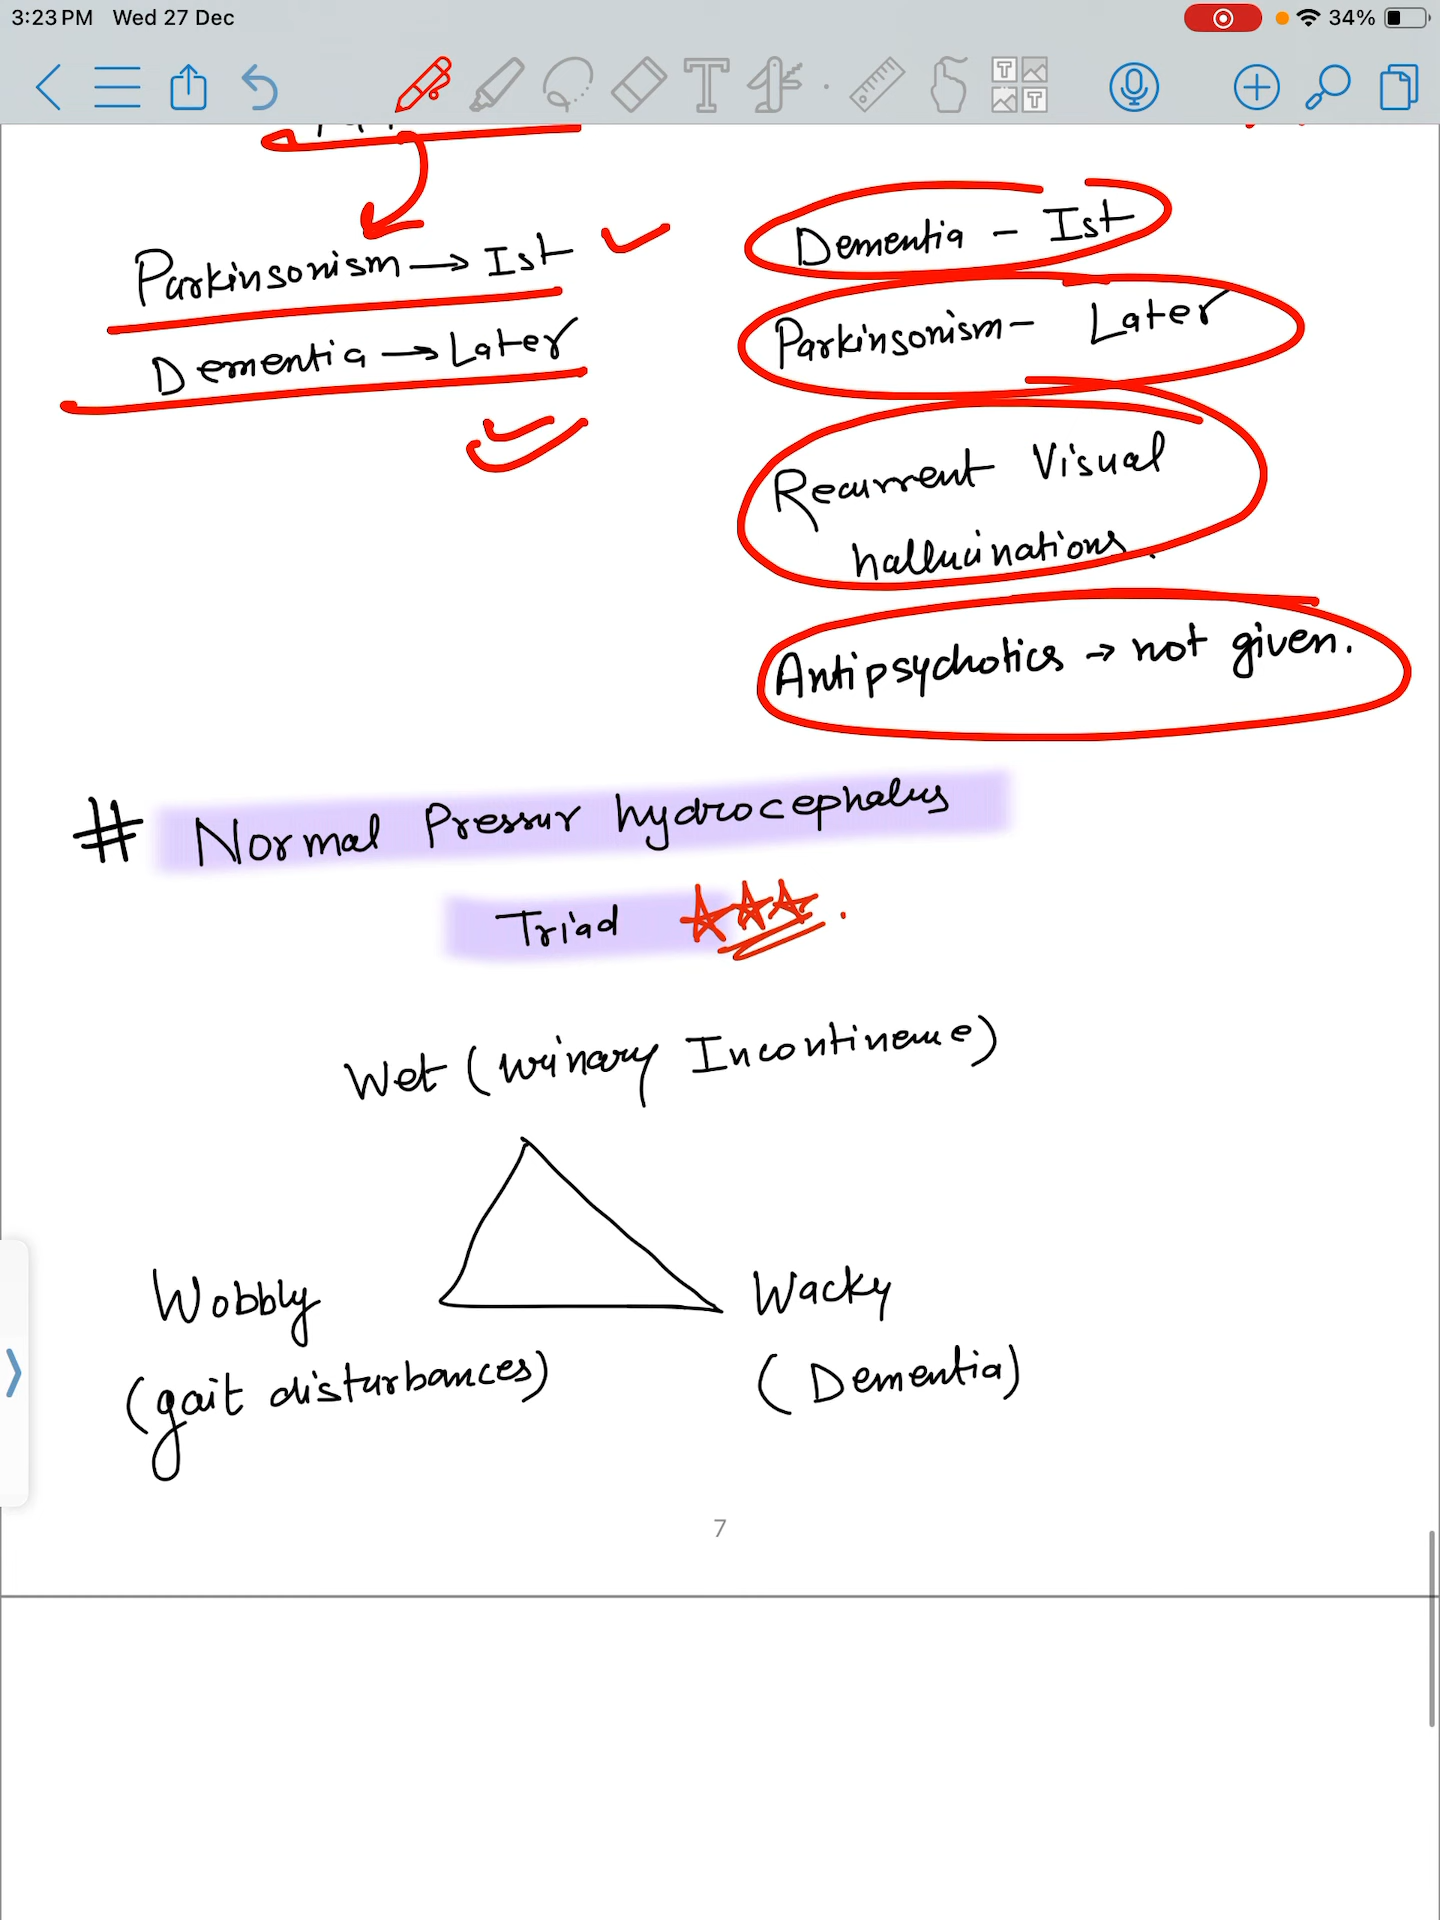 3:23 PM Wed 27 Dec
34%
Parkinsonism → Ist
Dementia → Later
Dementia - Ist
Parkinsonism - Later
Recurrent Visual
hallucinations.
Antipsychotics → not given.
# Normal Pressur hydrocephalus
Triad
Wet (urinary Incontinence)
Wobbly
(gait disturbances)
Wacky
(Dementia)
7